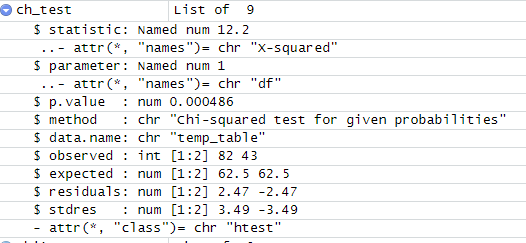 ch_test List of 9
$ statistic: Named num 12.2
..- attr(*, "names")= chr "X-squared"
$ parameter: Named num 1
..- attr(*, "names")= chr "df"
$ p.value : num 0.000486
$ method : chr "Chi-squared test for given probabilities"
$ data.name: chr "temp_table"
$ observed : int [1:2] 82 43
$ expected : num [1:2] 62.5 62.5
$ residuals: num [1:2] 2.47 -2.47
$ stdres : num [1:2] 3.49 -3.49
- attr(*, "class")= chr "htest"